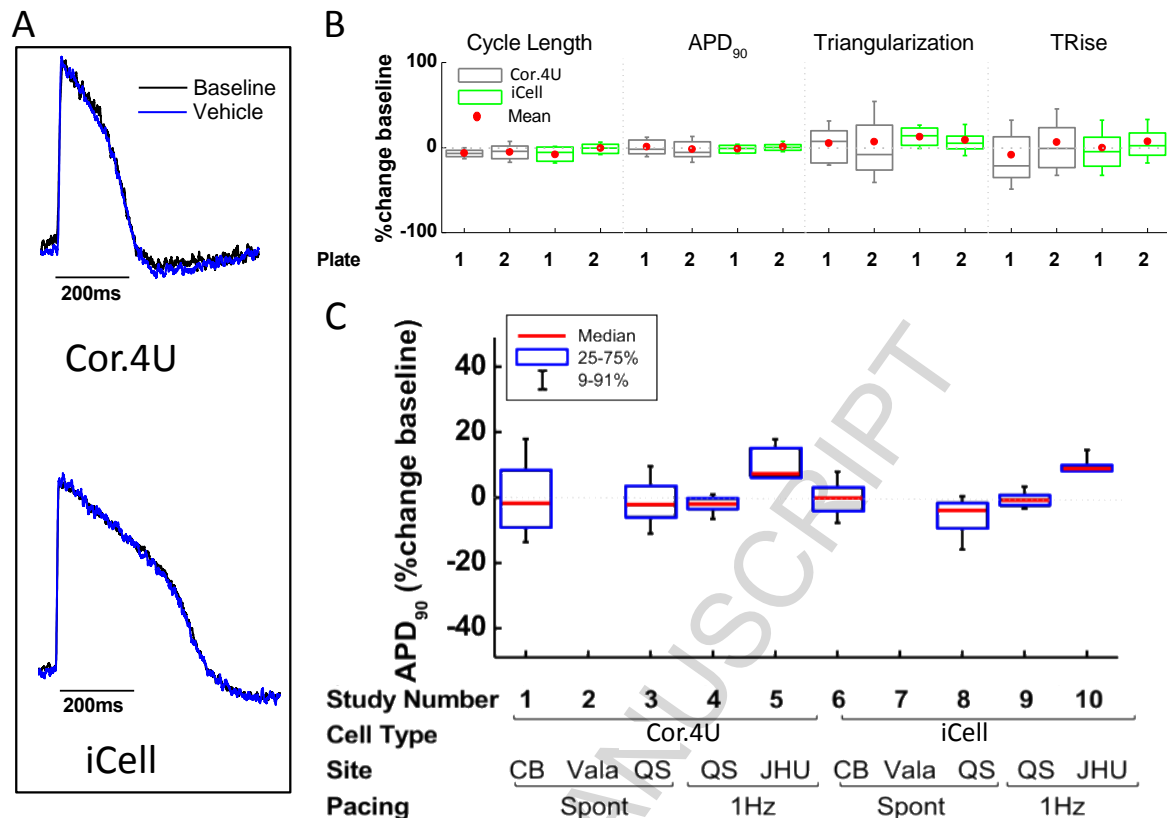 A
Baseline
Vehicle
200ms
Cor.4U
200ms
iCell
B
Cycle Length APD90 Triangularization TRise
%change baseline
100
0
-100
Cor.4U
iCell
Mean
Plate 1 2 1 2 1 2 1 2 1 2 1 2 1 2 1 2
C
APD90 (%change baseline)
Median
25-75%
9-91%
40
20
0
-20
-40
Study Number 1 2 3 4 5 6 7 8 9 10
Cell Type Cor.4U iCell
Site CB Vala QS QS JHU CB Vala QS QS JHU
Pacing Spont 1Hz Spont 1Hz
ANUSCRIPT